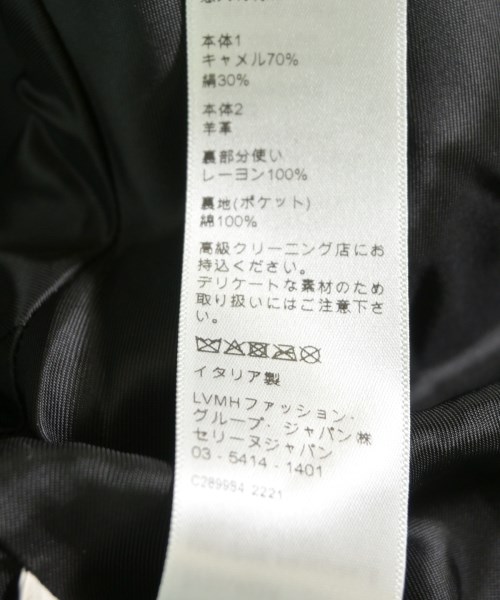 本体1
キャメル70%
絹30%
本体2
羊革
裏部分使い
レーヨン100%
裏地(ポケット)
綿100%
高級クリーニング店にお
持込ください。
デリケートな素材のため
取り扱いにはご注意下さ
い。
イタリア製
LVMHファッション・
グループ・ジャパン㈱
セリーヌジャパン
03-5414-1401
C289994 2221